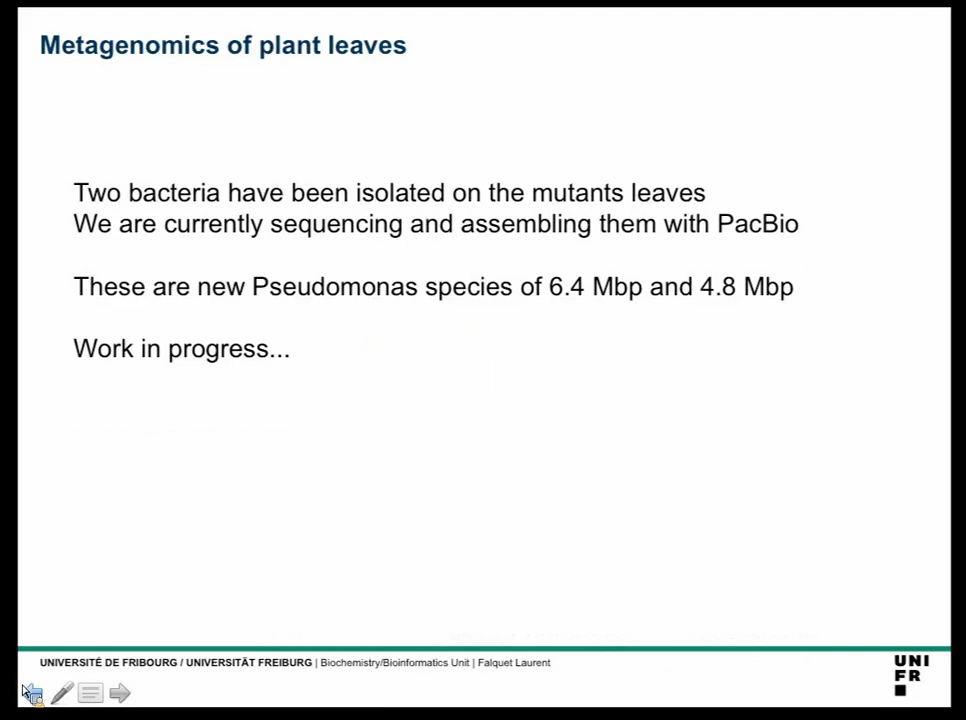 Metagenomics of plant leaves
Two bacteria have been isolated on the mutants leaves
We are currently sequencing and assembling them with PacBio
These are new Pseudomonas species of 6.4 Mbp and 4.8 Mbp
Work in progress...
UNIVERSITÉ DE FRIBOURG / UNIVERSITÄT FREIBURG | Biochemistry/Bioinformatics Unit | Falquet Laurent
UNI
FR